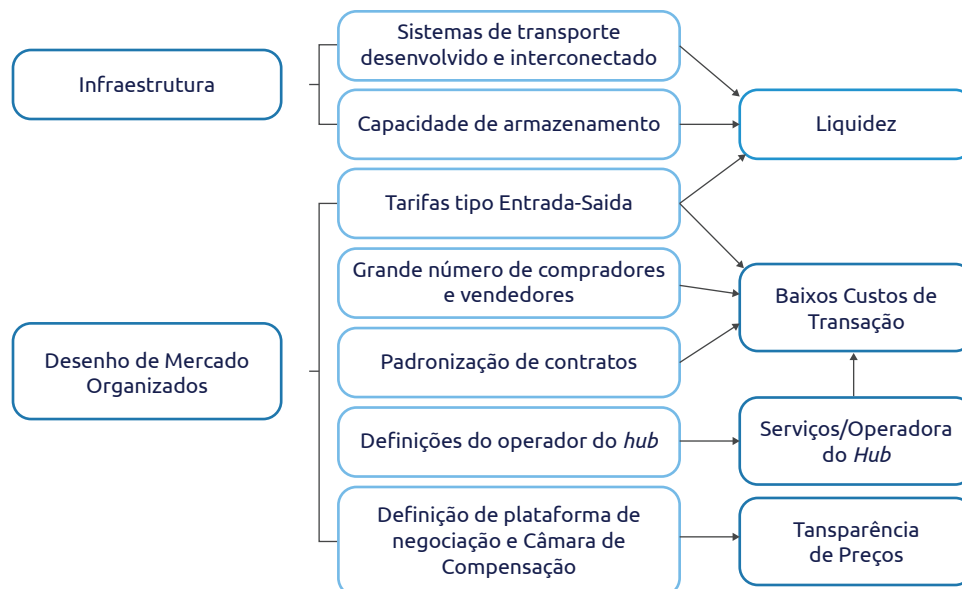 Infraestrutura
Sistemas de transporte
desenvolvido e interconectado
Capacidade de armazenamento
Liquidez
Desenho de Mercado
Organizados
Tarifas tipo Entrada-Saida
Grande número de compradores
e vendedores
Padronização de contratos
Definições do operador do hub
Definição de plataforma de
negociação e Câmara de
Compensação
Baixos Custos de
Transação
Serviços/Operadora
do Hub
Tansparência
de Preços